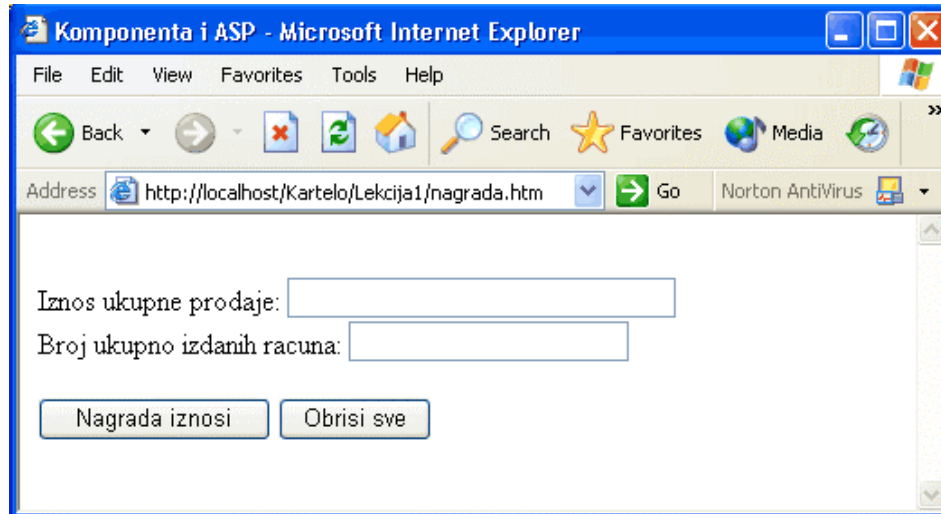 Komponenta i ASP - Microsoft Internet Explorer
File Edit View Favorites Tools Help
Back Search Favorites Media »
Address http://localhost/Kartelo/Lekcija1/nagrada.htm Go Norton AntiVirus
Iznos ukupne prodaje:
Broj ukupno izdanih racuna:
Nagrada iznosi Obrisi sve